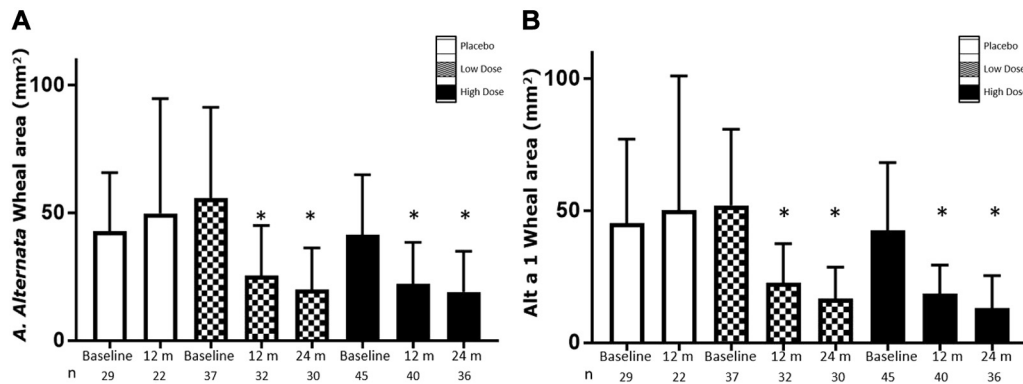 A
Placebo
Low Dose
High Dose
A. Alternata Wheal area (mm²)
100
50
0
Baseline 12 m Baseline 12 m 24 m Baseline 12 m 24 m
n 29 22 37 32 30 45 40 36
* * * *
B
Placebo
Low Dose
High Dose
Alt a 1 Wheal area (mm²)
100
50
0
Baseline 12 m Baseline 12 m 24 m Baseline 12 m 24 m
29 22 37 32 30 45 40 36
* * * *